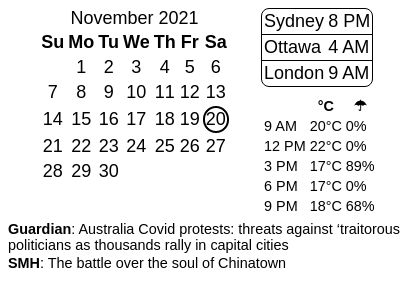 November 2021
Su Mo Tu We Th Fr Sa
1 2 3 4 5 6
7 8 9 10 11 12 13
14 15 16 17 18 19 20
21 22 23 24 25 26 27
28 29 30
Sydney 8 PM
Ottawa 4 AM
London 9 AM
°C ☂
9 AM 20°C 0%
12 PM 22°C 0%
3 PM 17°C 89%
6 PM 17°C 0%
9 PM 18°C 68%
Guardian: Australia Covid protests: threats against ‘traitorous
politicians as thousands rally in capital cities
SMH: The battle over the soul of Chinatown